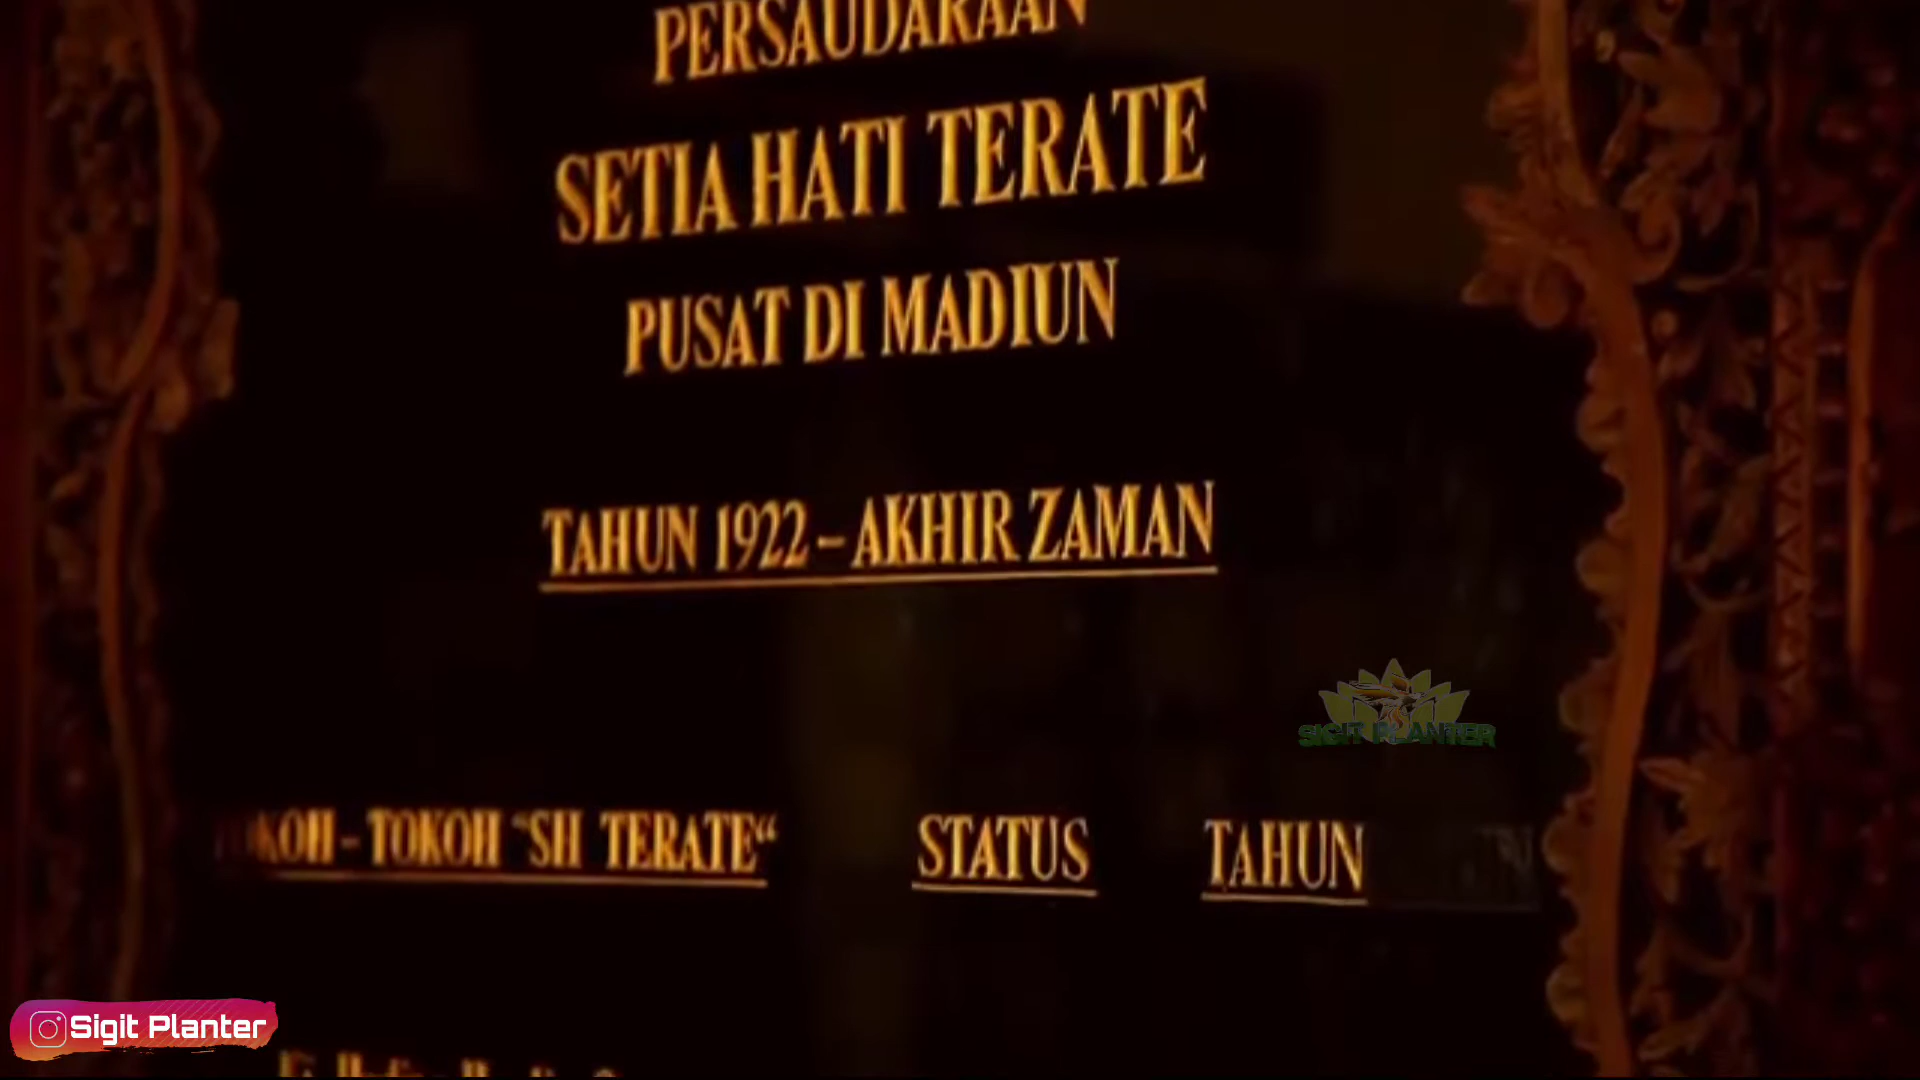 PERSAUDARAAN
SETIA HATI TERATE
PUSAT DI MADIUN
TAHUN 1922 – AKHIR ZAMAN
SIGIT PLANTER
TOKOH - TOKOH "SH TERATE" STATUS TAHUN
Sigit Planter